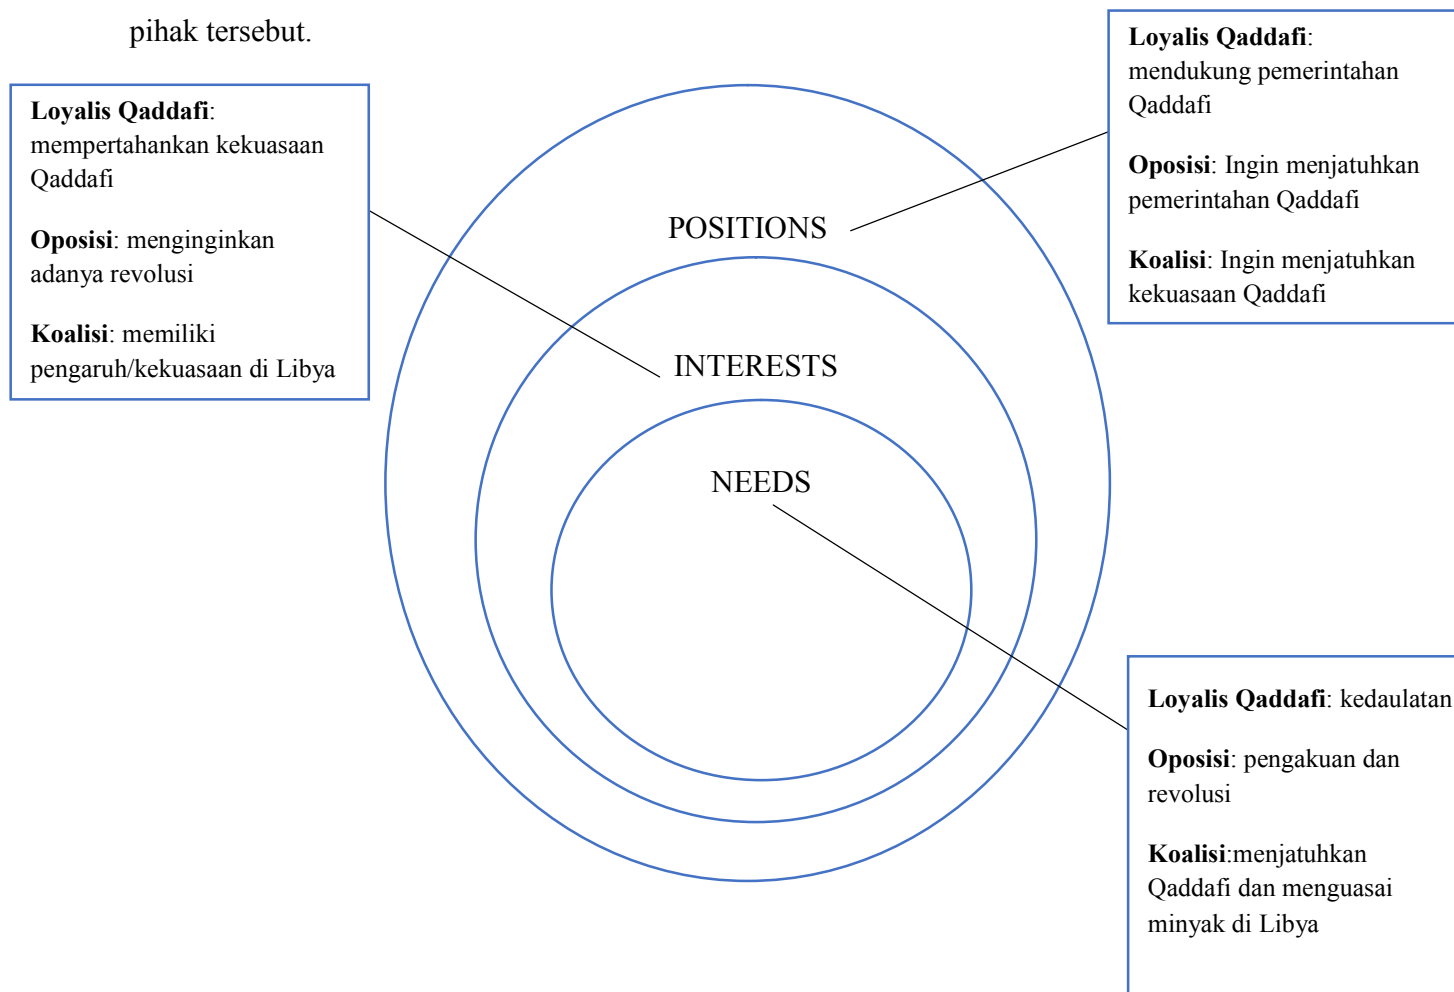 pihak tersebut.
Loyalis Qaddafi:
mempertahankan kekuasaan
Qaddafi
Oposisi: menginginkan
adanya revolusi
Koalisi: memiliki
pengaruh/kekuasaan di Libya
Loyalis Qaddafi:
mendukung pemerintahan
Qaddafi
Oposisi: Ingin menjatuhkan
pemerintahan Qaddafi
Koalisi: Ingin menjatuhkan
kekuasaan Qaddafi
POSITIONS
INTERESTS
NEEDS
Loyalis Qaddafi: kedaulatan
Oposisi: pengakuan dan
revolusi
Koalisi:menjatuhkan
Qaddafi dan menguasai
minyak di Libya